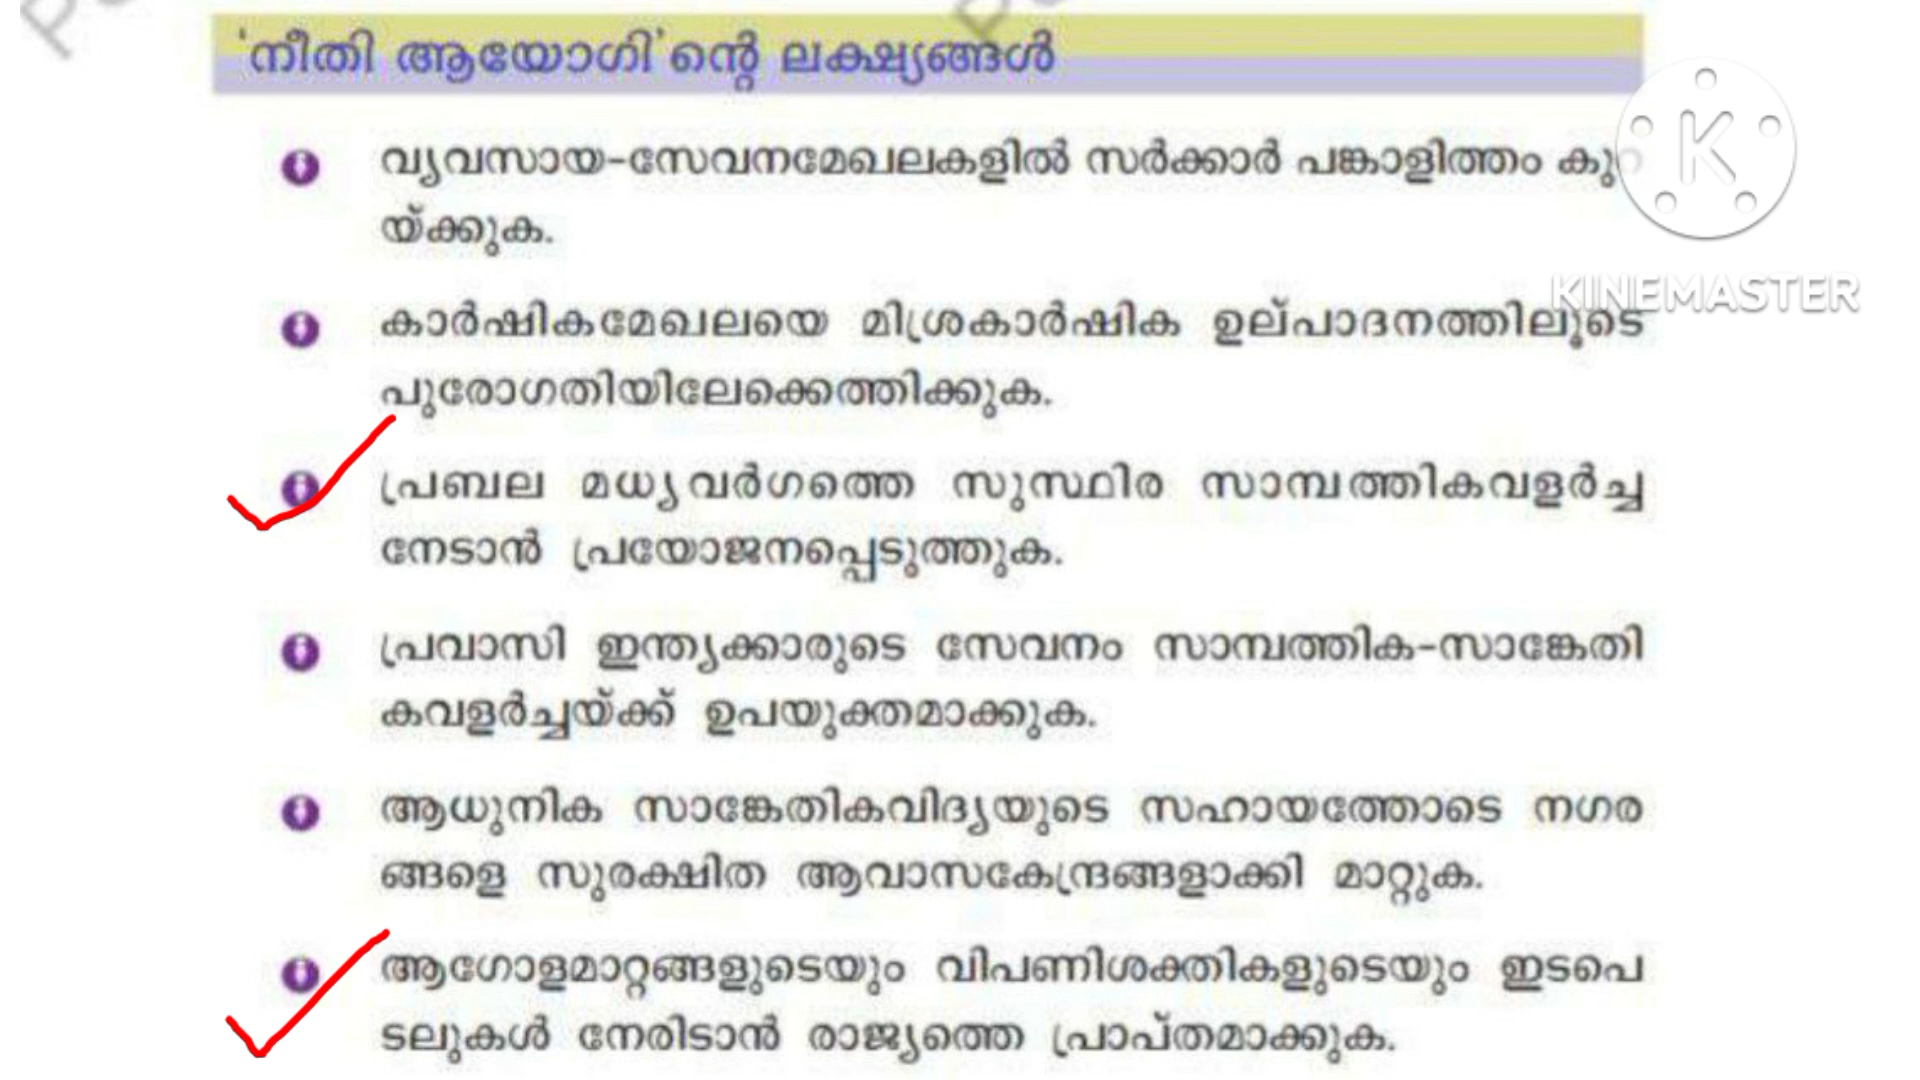 'നീതി ആയോഗി'ന്റെ ലക്ഷ്യങ്ങൾ
വ്യവസായ-സേവനമേഖലകളിൽ സർക്കാർ പങ്കാളിത്തം കുറ
യ്ക്കുക.
KINEMASTER
കാർഷികമേഖലയെ മിശ്രകാർഷിക ഉല്പാദനത്തിലൂടെ
പുരോഗതിയിലേക്കെത്തിക്കുക.
പ്രബല മധ്യവർഗത്തെ സുസ്ഥിര സാമ്പത്തികവളർച്ച
നേടാൻ പ്രയോജനപ്പെടുത്തുക.
പ്രവാസി ഇന്ത്യക്കാരുടെ സേവനം സാമ്പത്തിക-സാങ്കേതി
കവളർച്ചയ്ക്ക് ഉപയുക്തമാക്കുക.
ആധുനിക സാങ്കേതികവിദ്യയുടെ സഹായത്തോടെ നഗര
ങ്ങളെ സുരക്ഷിത ആവാസകേന്ദ്രങ്ങളാക്കി മാറ്റുക.
ആഗോളമാറ്റങ്ങളുടെയും വിപണിശക്തികളുടെയും ഇടപെ
ടലുകൾ നേരിടാൻ രാജ്യത്തെ പ്രാപ്തമാക്കുക.